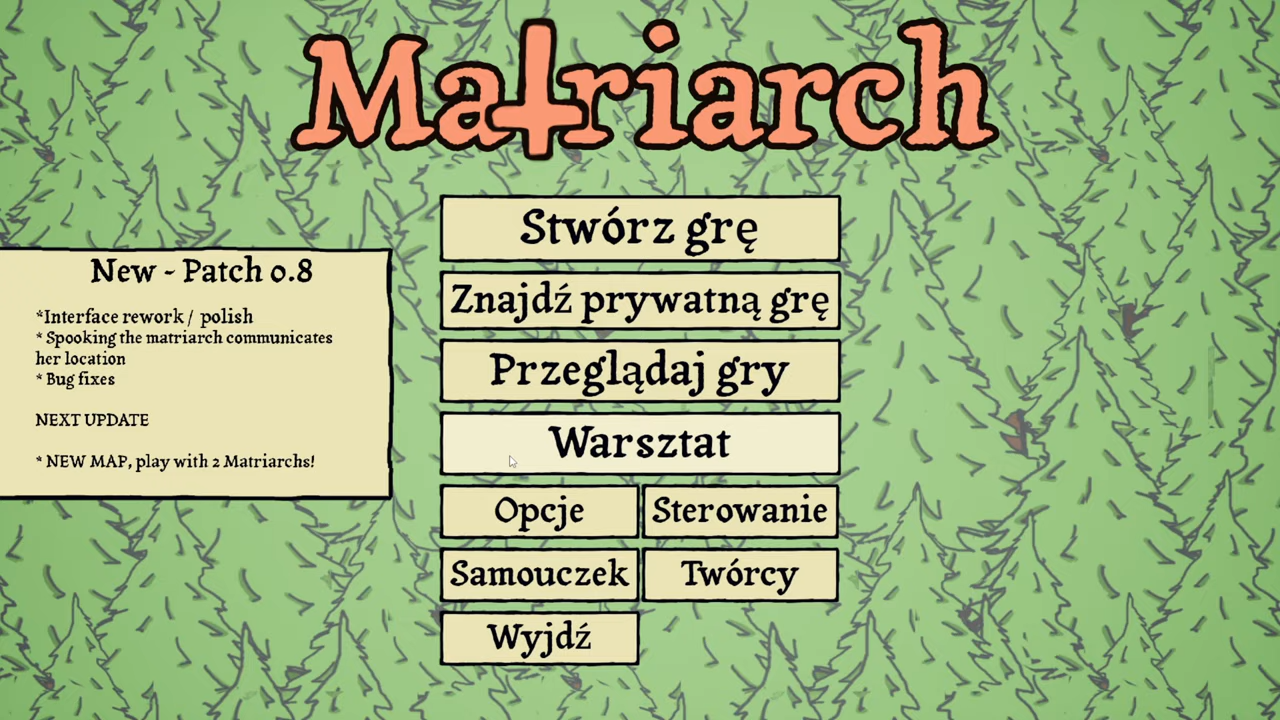 Matriarch
Stwórz grę
Znajdź prywatną grę
Przeglądaj gry
Warsztat
Opcje
Sterowanie
Samouczek
Twórcy
Wyjdź
New - Patch 0.8
*Interface rework / polish
* Spooking the matriarch communicates
her location
* Bug fixes
NEXT UPDATE
* NEW MAP, play with 2 Matriarchs!